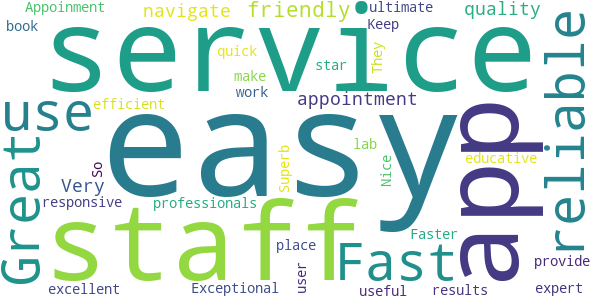 Appoinment
navigate
friendly
ultimate
quality
book
service
Keep
They
quick
star
make
work
reliable
use
efficient
easy
appointment
app
Great
So
lab
Superb
Nice
educative
Very
responsive
professionals
staff
place
Fast
Faster
provide
user
excellent
Exceptional
useful
results
expert